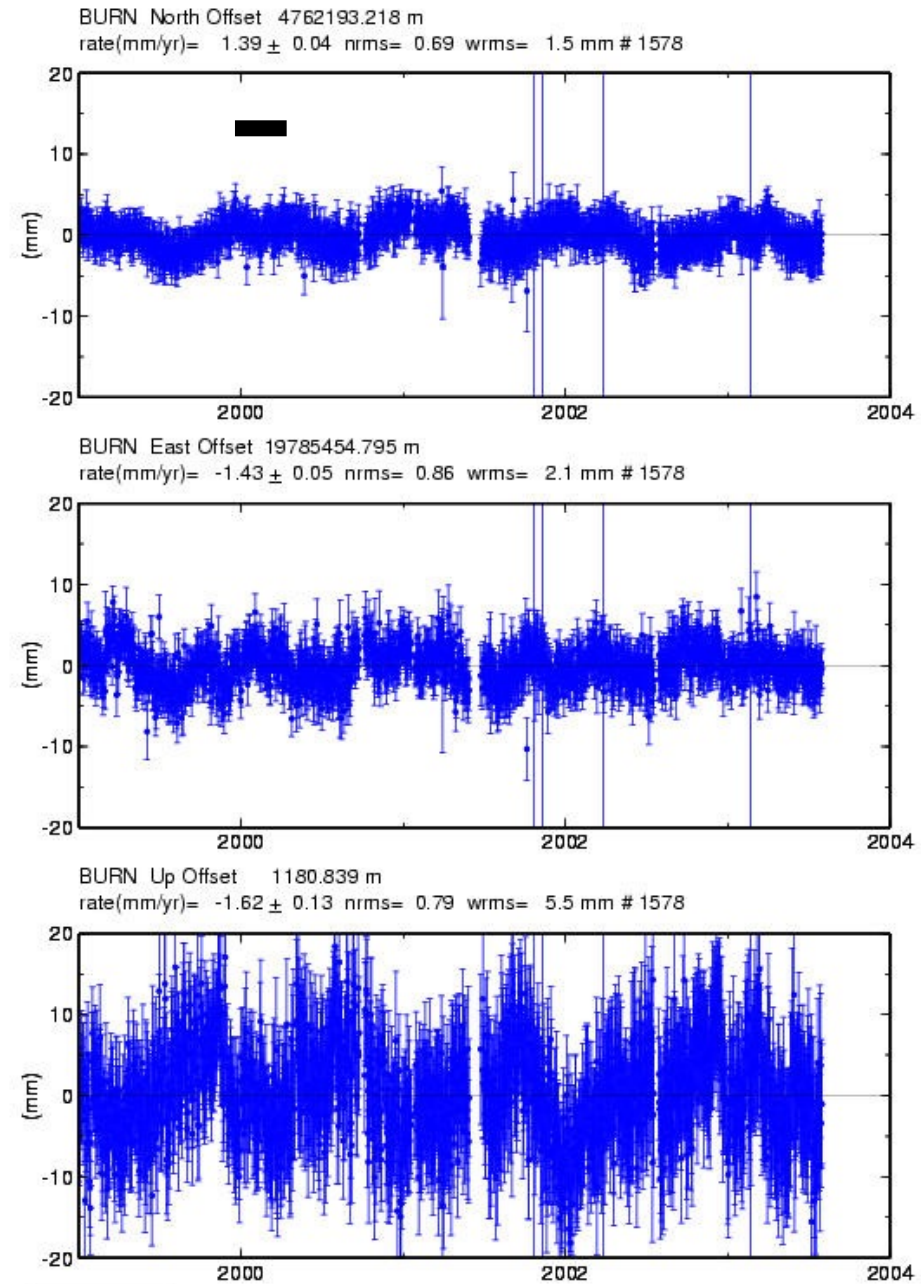 BURN North Offset 4762193.218 m
rate(mm/yr)= 1.39 ± 0.04 nrms= 0.69 wrms= 1.5 mm # 1578
20
10
0
-10
-20
(mm)
2000 2002 2004
BURN East Offset 19785454.795 m
rate(mm/yr)= -1.43 ± 0.05 nrms= 0.86 wrms= 2.1 mm # 1578
20
10
0
-10
-20
(mm)
2000 2002 2004
BURN Up Offset 1180.839 m
rate(mm/yr)= -1.62 ± 0.13 nrms= 0.79 wrms= 5.5 mm # 1578
20
10
0
-10
-20
(mm)
2000 2002 2004